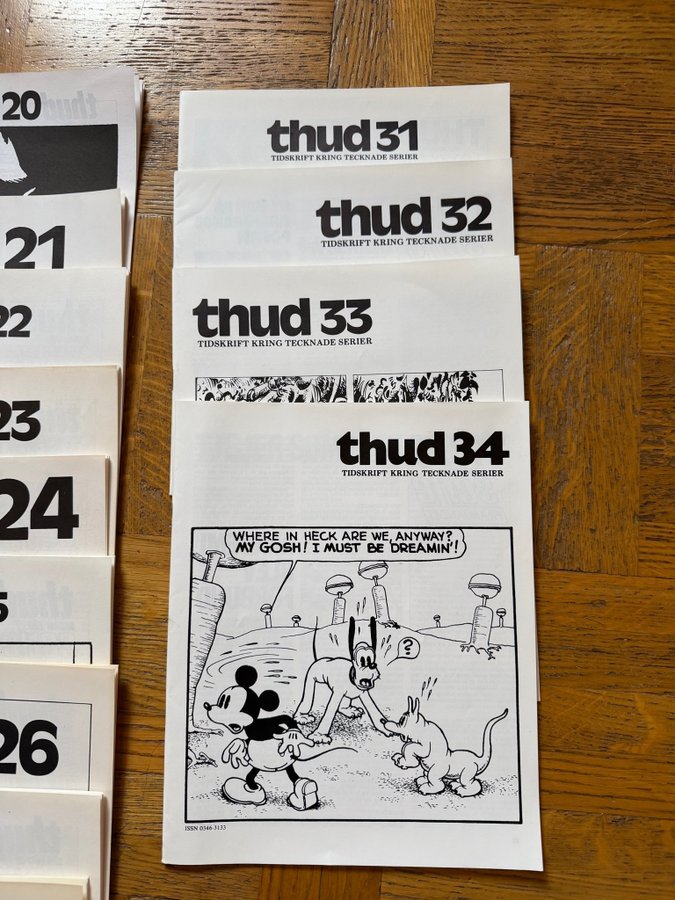 20
21
22
23
24
26
thud 31
TIDSKRIFT KRING TECKNADE SERIER
thud 32
TIDSKRIFT KRING TECKNADE SERIER
thud 33
TIDSKRIFT KRING TECKNADE SERIER
thud 34
TIDSKRIFT KRING TECKNADE SERIER
WHERE IN HECK ARE WE, ANYWAY?
MY GOSH! I MUST BE DREAMIN'!
?
ISSN 0346-3133